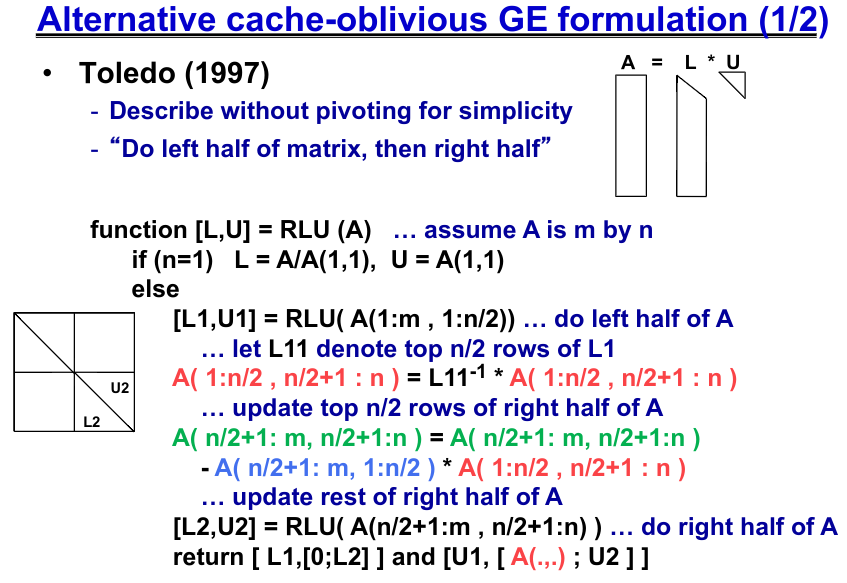 Alternative cache-oblivious GE formulation (1/2)
• Toledo (1997)
A = L * U
- Describe without pivoting for simplicity
- “Do left half of matrix, then right half”
function [L,U] = RLU (A) … assume A is m by n
if (n=1) L = A/A(1,1), U = A(1,1)
else
[L1,U1] = RLU( A(1:m , 1:n/2)) … do left half of A
… let L11 denote top n/2 rows of L1
A( 1:n/2 , n/2+1 : n ) = L11⁻¹ * A( 1:n/2 , n/2+1 : n )
U2
… update top n/2 rows of right half of A
L2
A( n/2+1: m, n/2+1:n ) = A( n/2+1: m, n/2+1:n )
- A( n/2+1: m, 1:n/2 ) * A( 1:n/2 , n/2+1 : n )
… update rest of right half of A
[L2,U2] = RLU( A(n/2+1:m , n/2+1:n) ) … do right half of A
return [ L1,[0;L2] ] and [U1, [ A(.,.) ; U2 ] ]